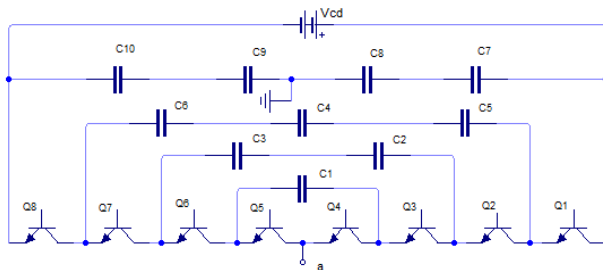 Vcd
+
C10 C9 C8 C7
C6 C4 C5
C3 C2
C1
Q8 Q7 Q6 Q5 Q4 Q3 Q2 Q1
a